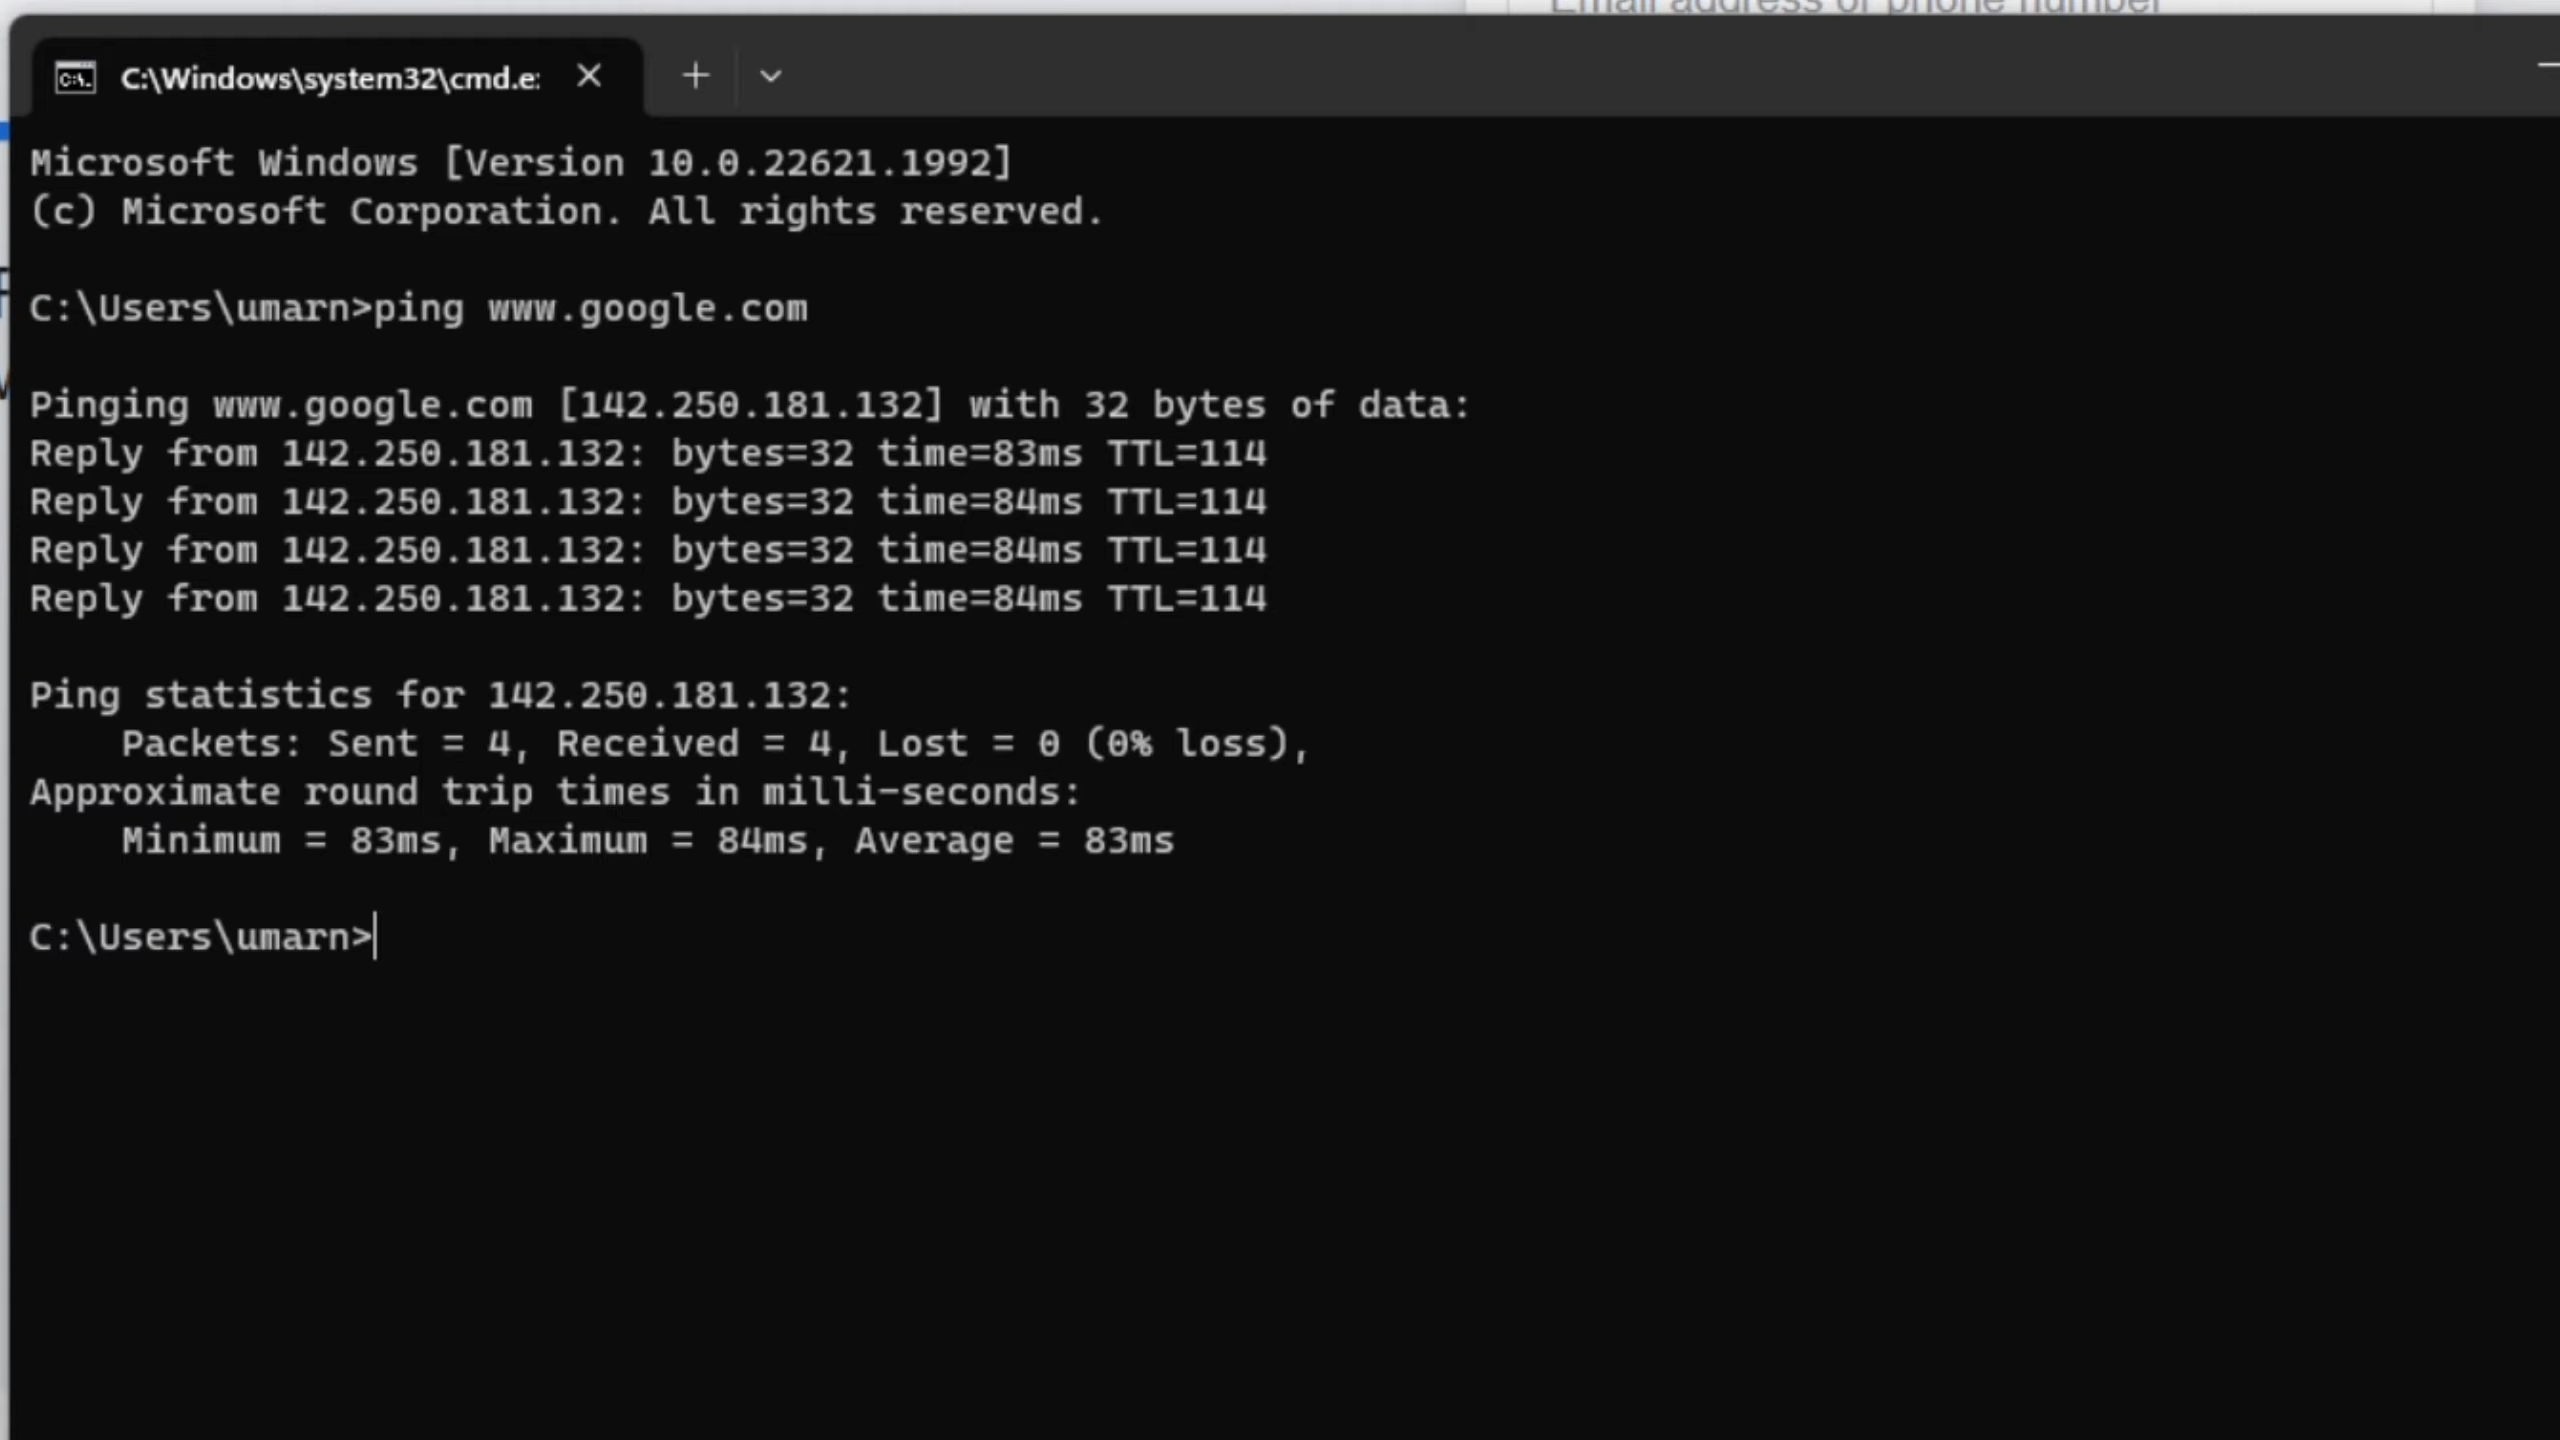 Email address or phone number
C:\Windows\system32\cmd.e:
Microsoft Windows [Version 10.0.22621.1992]
(c) Microsoft Corporation. All rights reserved.
C:\Users\umarn>ping www.google.com
Pinging www.google.com [142.250.181.132] with 32 bytes of data:
Reply from 142.250.181.132: bytes=32 time=83ms TTL=114
Reply from 142.250.181.132: bytes=32 time=84ms TTL=114
Reply from 142.250.181.132: bytes=32 time=84ms TTL=114
Reply from 142.250.181.132: bytes=32 time=84ms TTL=114
Ping statistics for 142.250.181.132:
    Packets: Sent = 4, Received = 4, Lost = 0 (0% loss),
Approximate round trip times in milli-seconds:
    Minimum = 83ms, Maximum = 84ms, Average = 83ms
C:\Users\umarn>